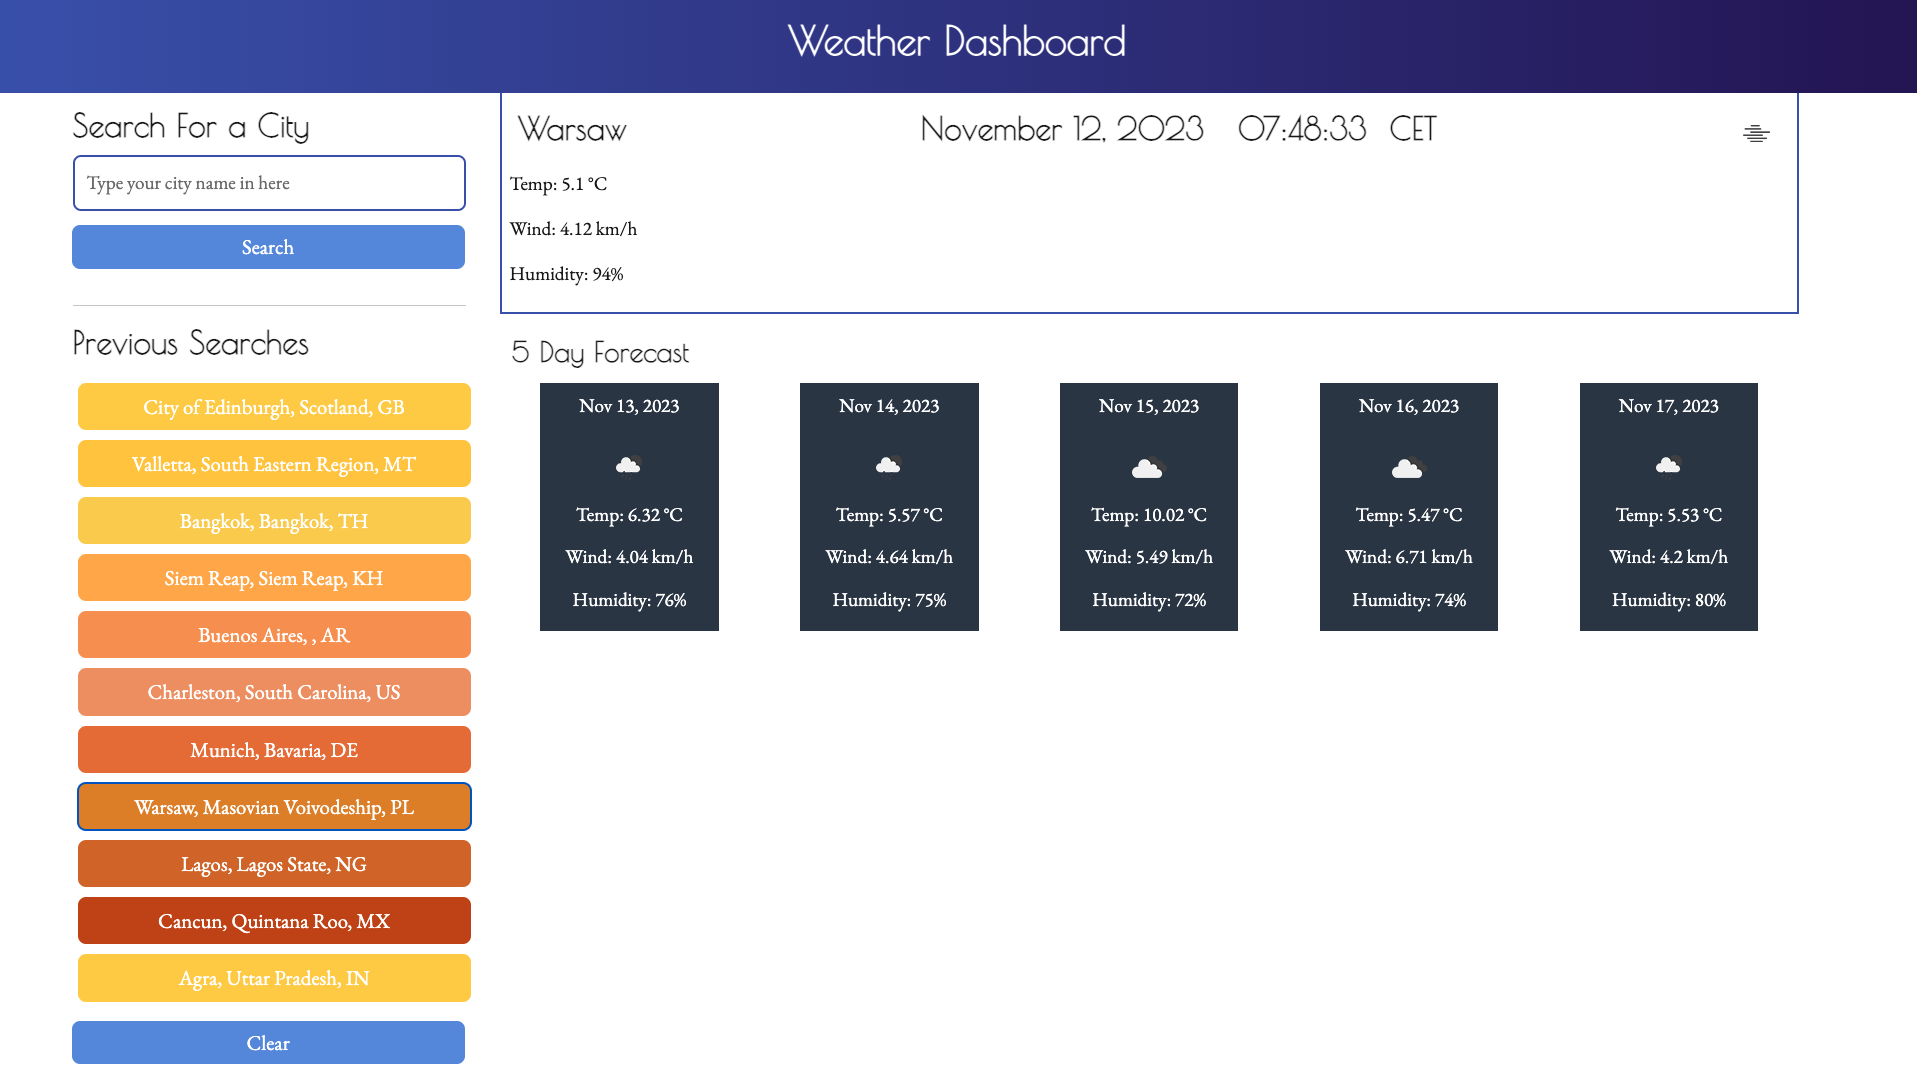 Weather Dashboard
Search For a City
Type your city name in here
Search
Previous Searches
City of Edinburgh, Scotland, GB
Valletta, South Eastern Region, MT
Bangkok, Bangkok, TH
Siem Reap, Siem Reap, KH
Buenos Aires, , AR
Charleston, South Carolina, US
Munich, Bavaria, DE
Warsaw, Masovian Voivodeship, PL
Lagos, Lagos State, NG
Cancun, Quintana Roo, MX
Agra, Uttar Pradesh, IN
Clear
Warsaw November 12, 2023 07:48:33 CET
Temp: 5.1 °C
Wind: 4.12 km/h
Humidity: 94%
5 Day Forecast
Nov 13, 2023
Temp: 6.32 °C
Wind: 4.04 km/h
Humidity: 76%
Nov 14, 2023
Temp: 5.57 °C
Wind: 4.64 km/h
Humidity: 75%
Nov 15, 2023
Temp: 10.02 °C
Wind: 5.49 km/h
Humidity: 72%
Nov 16, 2023
Temp: 5.47 °C
Wind: 6.71 km/h
Humidity: 74%
Nov 17, 2023
Temp: 5.53 °C
Wind: 4.2 km/h
Humidity: 80%